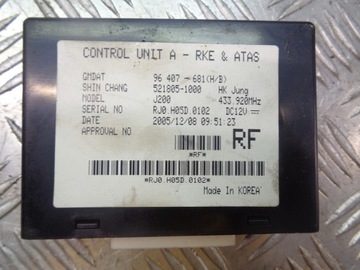 CONTROL UNIT A - RKE & ATAS
GMDAT 96 407 - 681(H/B)
SHIN CHANG 521805-1000 HK Jung
MODEL J200 433.920MHz
SERIAL NO RJ0.H05D.0102 DC12V
DATE 2005/12/08 09:51:23
APPROVAL NO
RF
*RF*
*RJ0.H05D.0102*
Made In KOREA